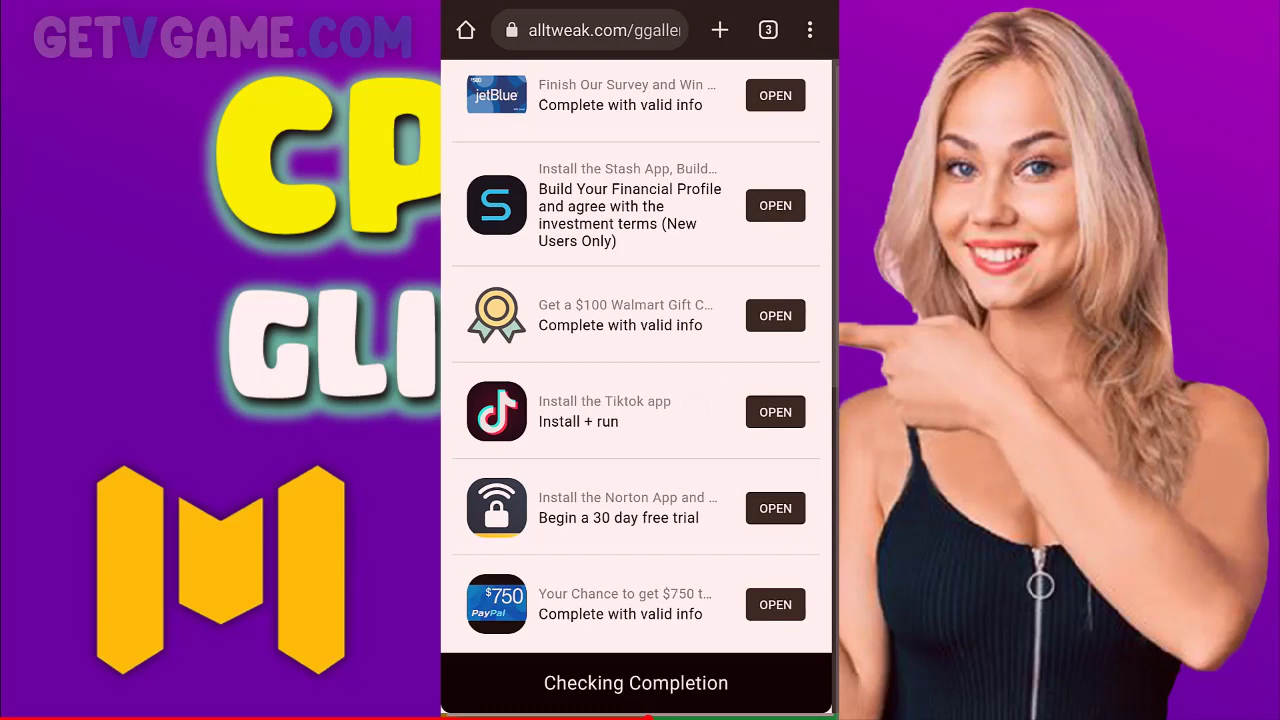 GETVGAME.COM
CP
GLI
alltweak.com/ggaller
3
$500
jetBlue
Finish Our Survey and Win ...
Complete with valid info
OPEN
Install the Stash App, Build...
Build Your Financial Profile
and agree with the
investment terms (New
Users Only)
OPEN
Get a $100 Walmart Gift C...
Complete with valid info
OPEN
Install the Tiktok app
Install + run
OPEN
Install the Norton App and ...
Begin a 30 day free trial
OPEN
$750
PayPal
Your Chance to get $750 t...
Complete with valid info
OPEN
Checking Completion